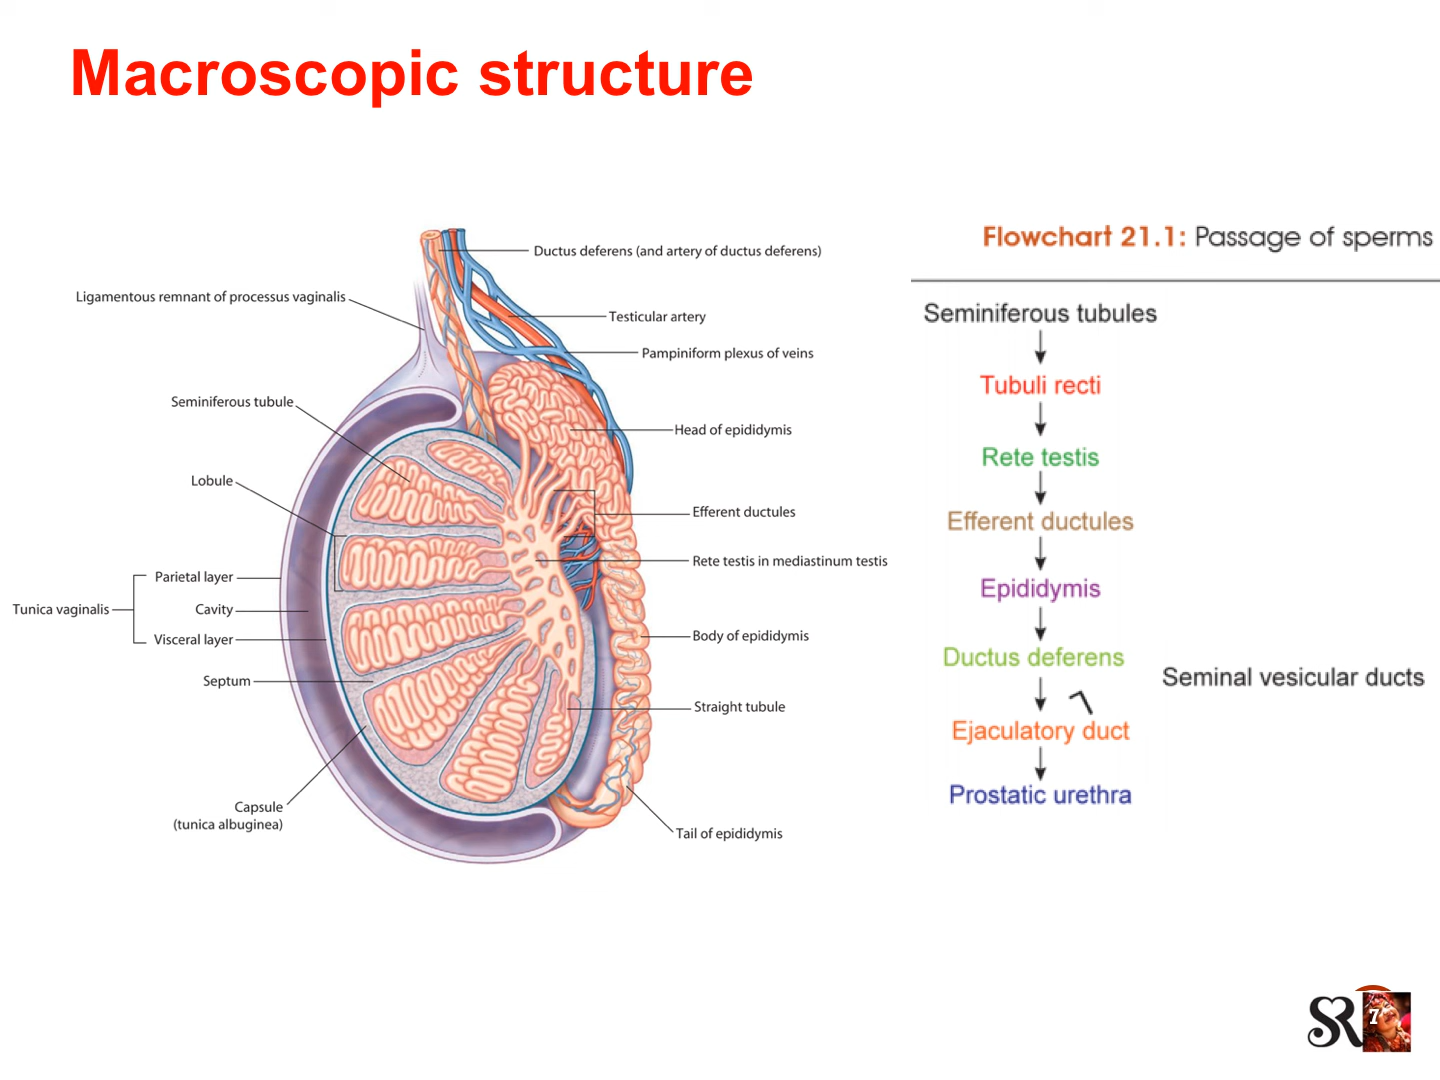 Macroscopic structure
Ductus deferens (and artery of ductus deferens)
Ligamentous remnant of processus vaginalis
Testicular artery
Pampiniform plexus of veins
Seminiferous tubule
Head of epididymis
Lobule
Efferent ductules
Rete testis in mediastinum testis
Parietal layer
Tunica vaginalis
Cavity
Visceral layer
Body of epididymis
Septum
Straight tubule
Capsule
(tunica albuginea)
Tail of epididymis
Flowchart 21.1: Passage of sperms
Seminiferous tubules
Tubuli recti
Rete testis
Efferent ductules
Epididymis
Ductus deferens
Seminal vesicular ducts
Ejaculatory duct
Prostatic urethra
SR
7